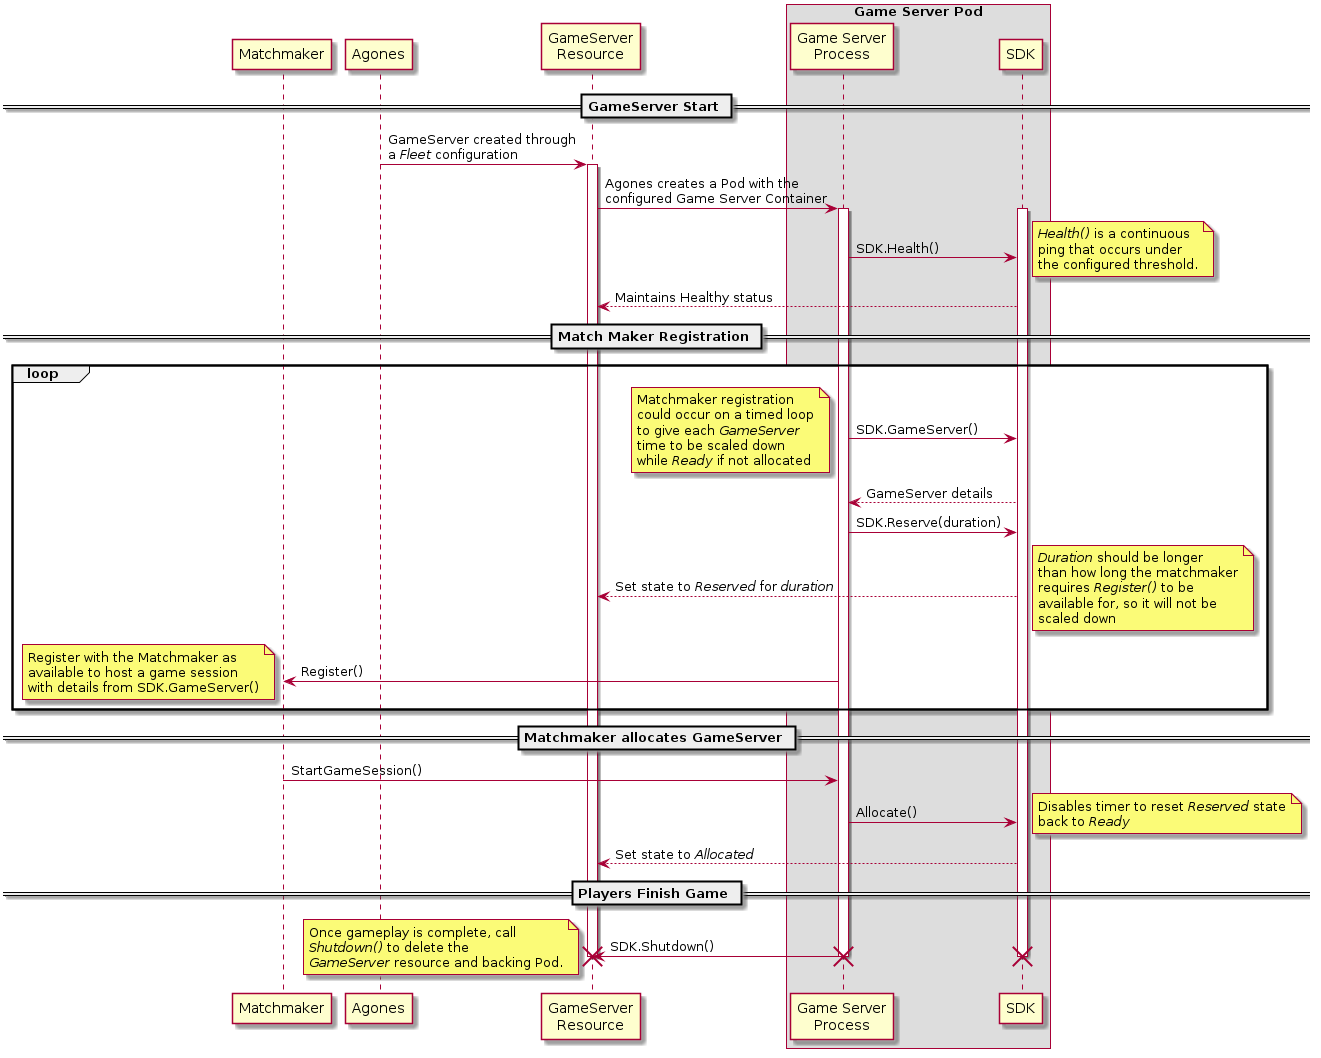 Game Server Pod
Matchmaker
Agones
GameServer
Resource
Game Server
Process
SDK
GameServer Start
GameServer created through
a Fleet configuration
Agones creates a Pod with the
configured Game Server Container
SDK.Health()
Health() is a continuous
ping that occurs under
the configured threshold.
Maintains Healthy status
Match Maker Registration
loop
Matchmaker registration
could occur on a timed loop
to give each GameServer
time to be scaled down
while Ready if not allocated
SDK.GameServer()
GameServer details
SDK.Reserve(duration)
Duration should be longer
than how long the matchmaker
requires Register() to be
available for, so it will not be
scaled down
Set state to Reserved for duration
Register with the Matchmaker as
available to host a game session
with details from SDK.GameServer()
Register()
Matchmaker allocates GameServer
StartGameSession()
Allocate()
Disables timer to reset Reserved state
back to Ready
Set state to Allocated
Players Finish Game
Once gameplay is complete, call
Shutdown() to delete the
GameServer resource and backing Pod.
SDK.Shutdown()
Matchmaker
Agones
GameServer
Resource
Game Server
Process
SDK